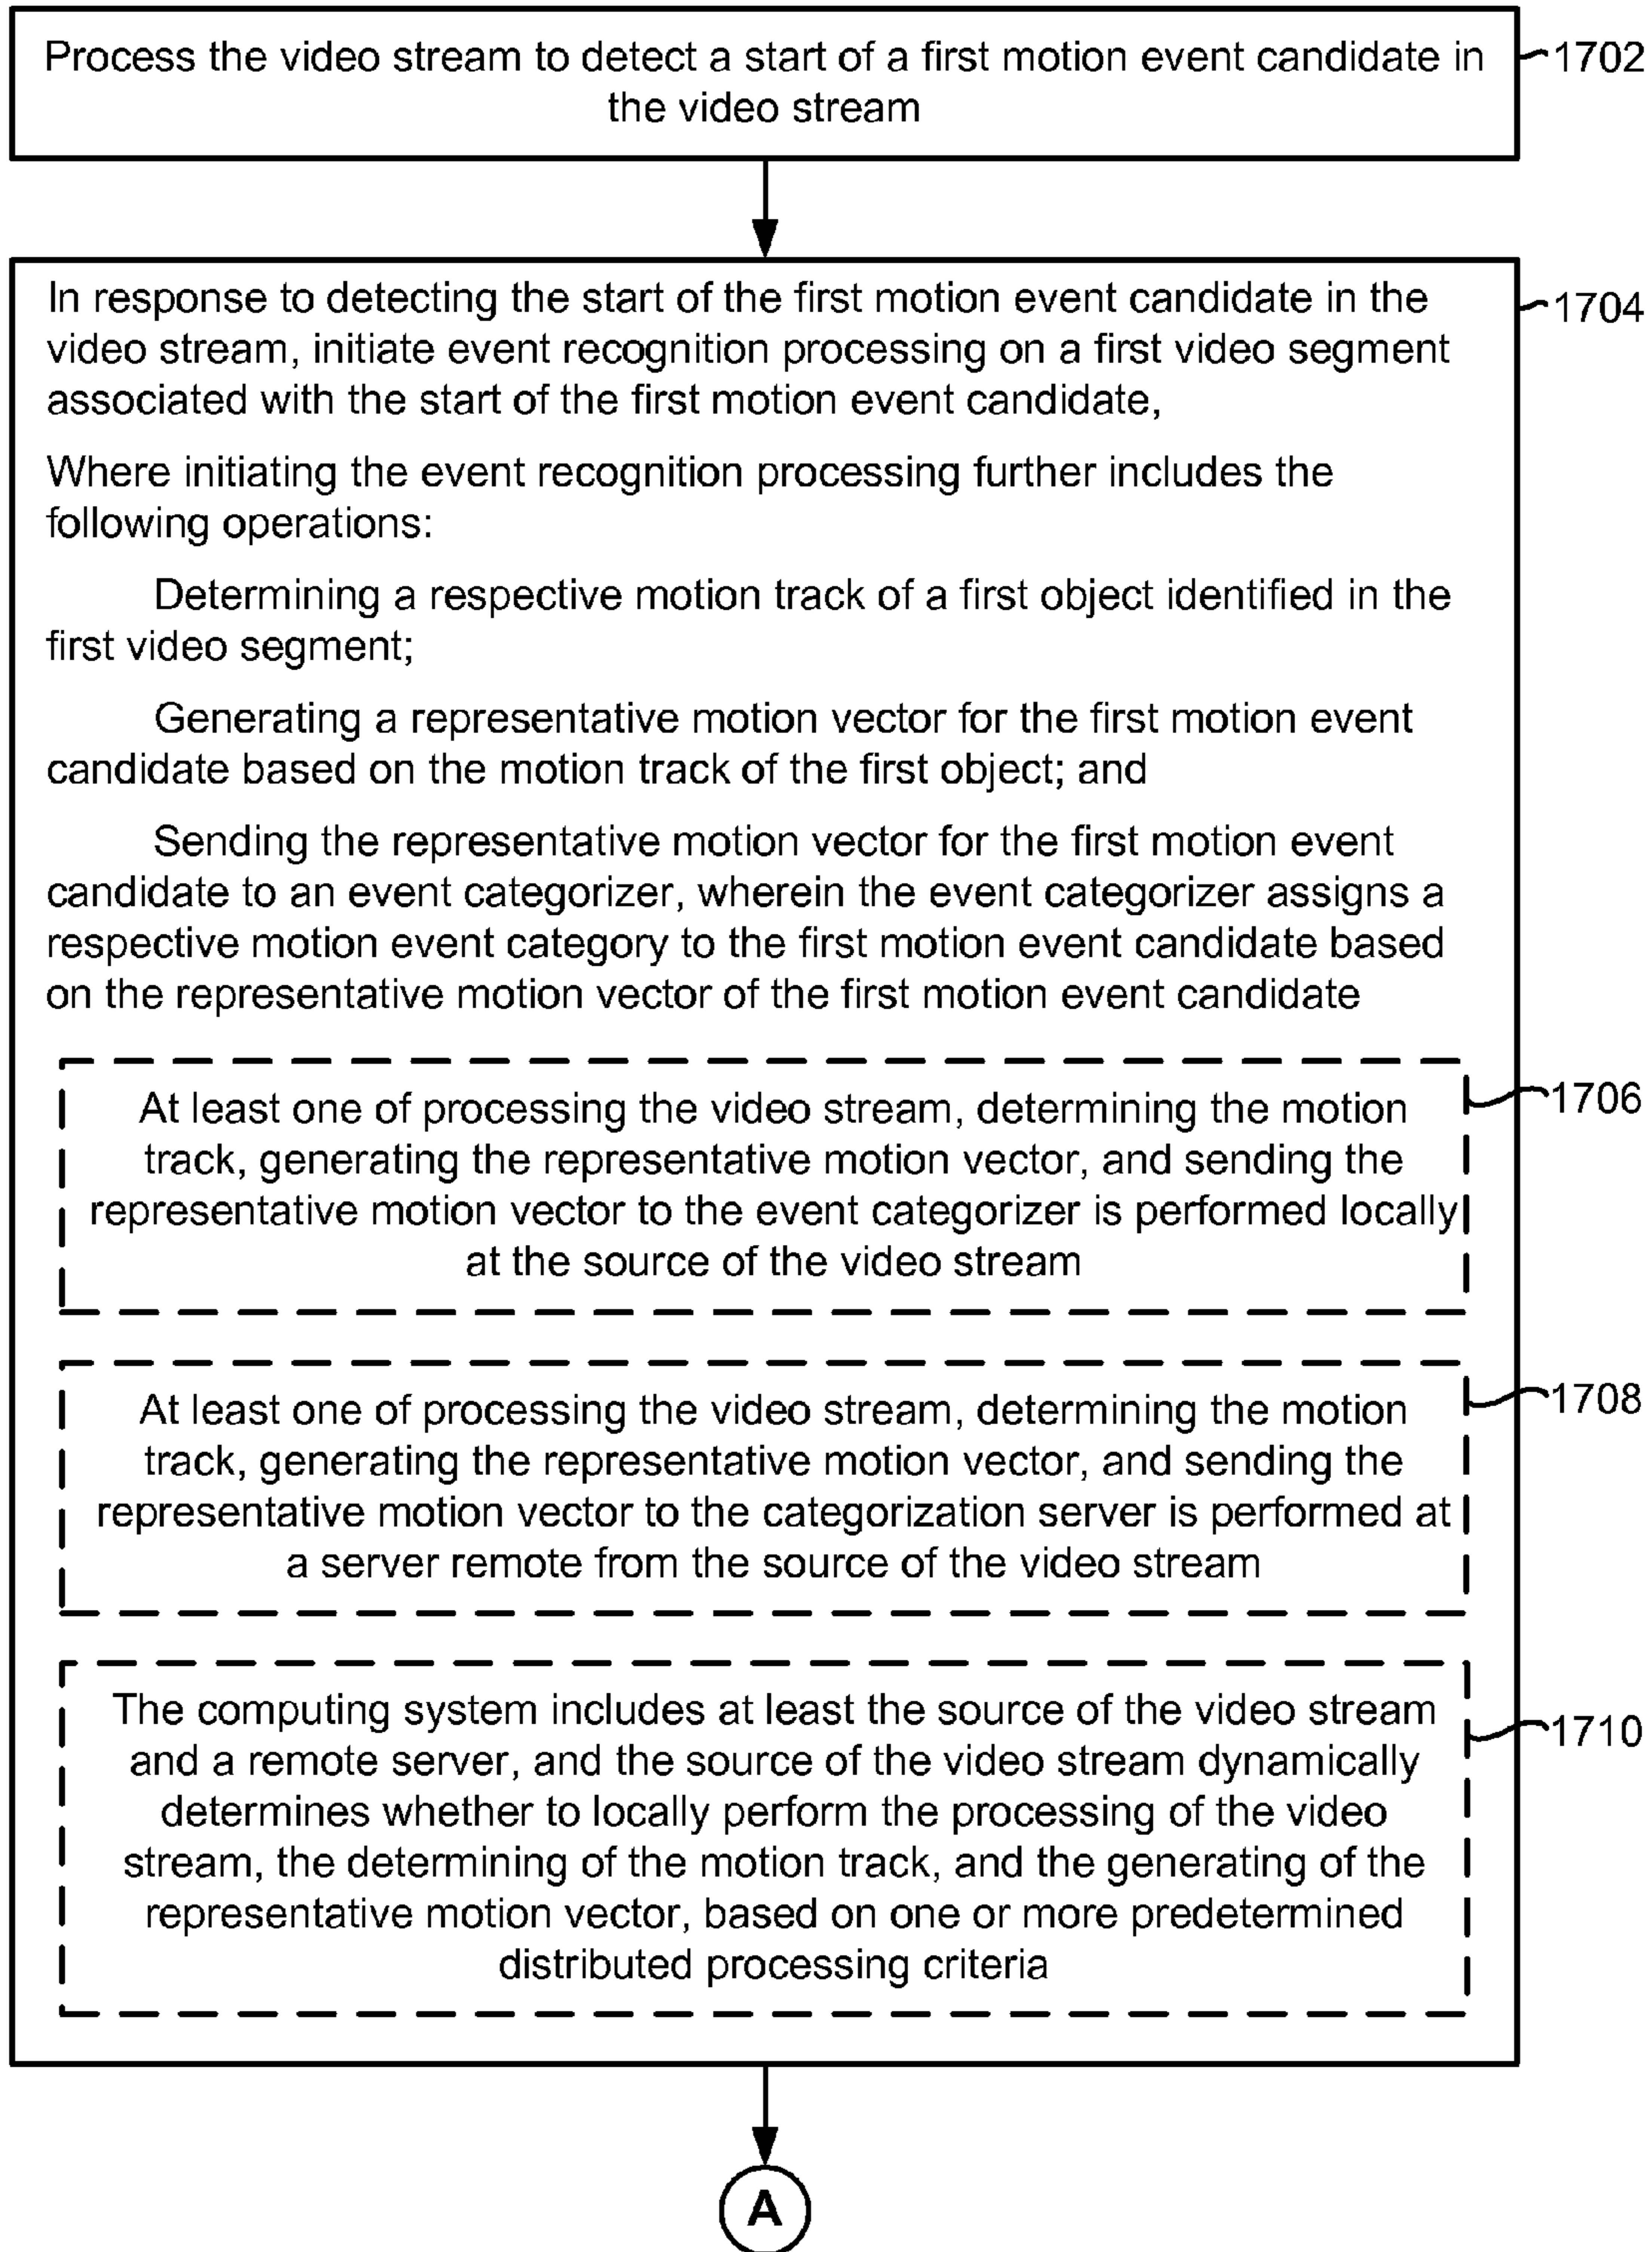 Process the video stream to detect a start of a first motion event candidate in
the video stream
1702
In response to detecting the start of the first motion event candidate in the
video stream, initiate event recognition processing on a first video segment
associated with the start of the first motion event candidate,
1704
Where initiating the event recognition processing further includes the
following operations:
Determining a respective motion track of a first object identified in the
first video segment;
Generating a representative motion vector for the first motion event
candidate based on the motion track of the first object; and
Sending the representative motion vector for the first motion event
candidate to an event categorizer, wherein the event categorizer assigns a
respective motion event category to the first motion event candidate based
on the representative motion vector of the first motion event candidate
At least one of processing the video stream, determining the motion
track, generating the representative motion vector, and sending the
representative motion vector to the event categorizer is performed locally
at the source of the video stream
1706
At least one of processing the video stream, determining the motion
track, generating the representative motion vector, and sending the
representative motion vector to the categorization server is performed at
a server remote from the source of the video stream
1708
The computing system includes at least the source of the video stream
and a remote server, and the source of the video stream dynamically
determines whether to locally perform the processing of the video
stream, the determining of the motion track, and the generating of the
representative motion vector, based on one or more predetermined
distributed processing criteria
1710
A